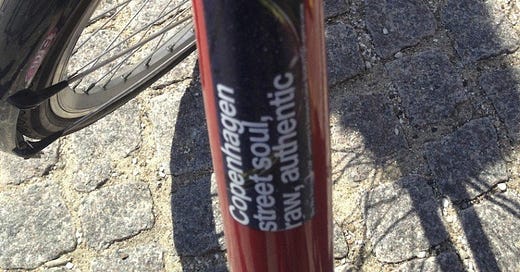 Copenhagen
street soul,
raw, authentic